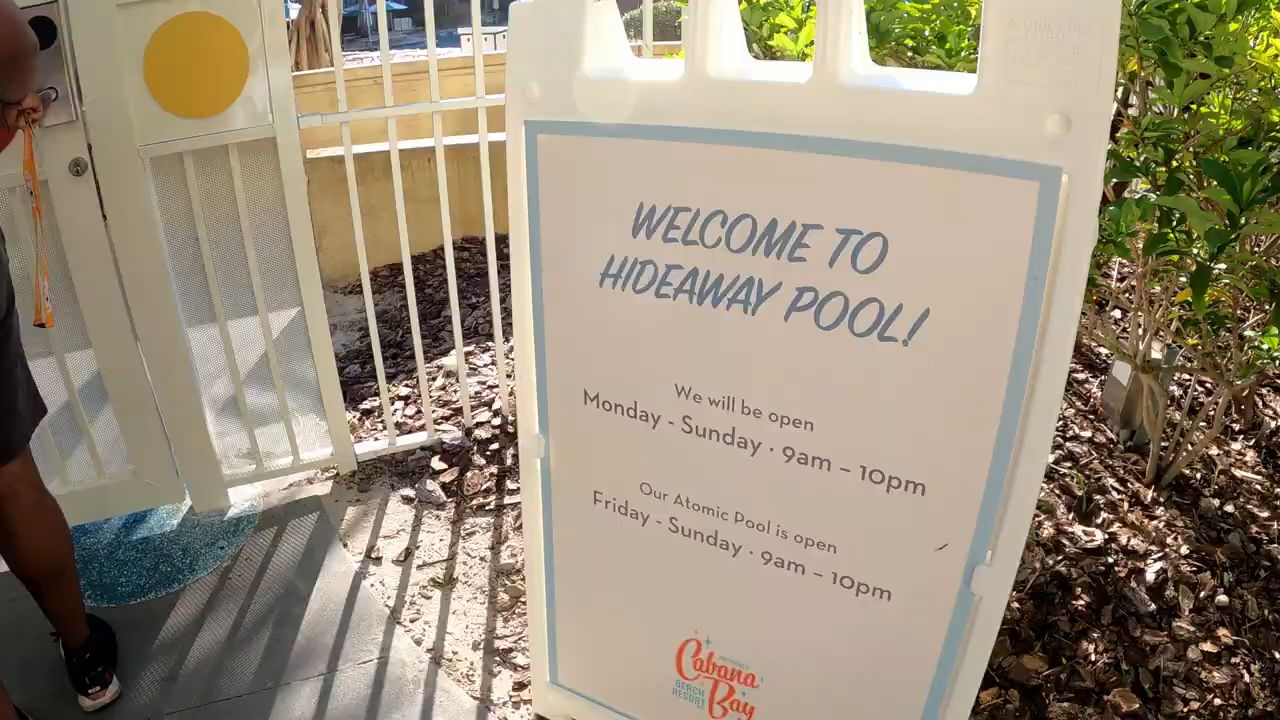 WELCOME TO
HIDEAWAY POOL!
We will be open
Monday - Sunday · 9am – 10pm
Our Atomic Pool is open
Friday - Sunday · 9am – 10pm
Cabana
BEACH
RESORT
Bay